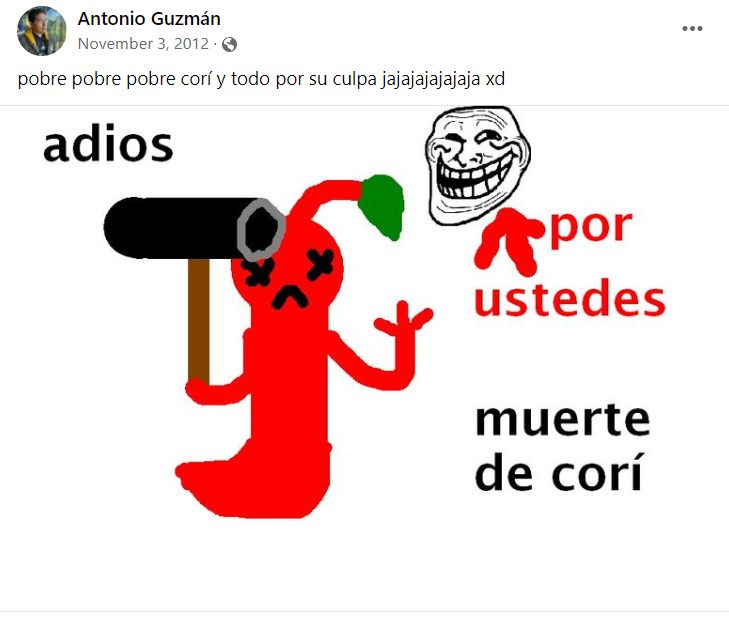 Antonio Guzmán
November 3, 2012 ·
pobre pobre pobre corí y todo por su culpa jajajajajajaja xd
adios
por
ustedes
muerte
de corí